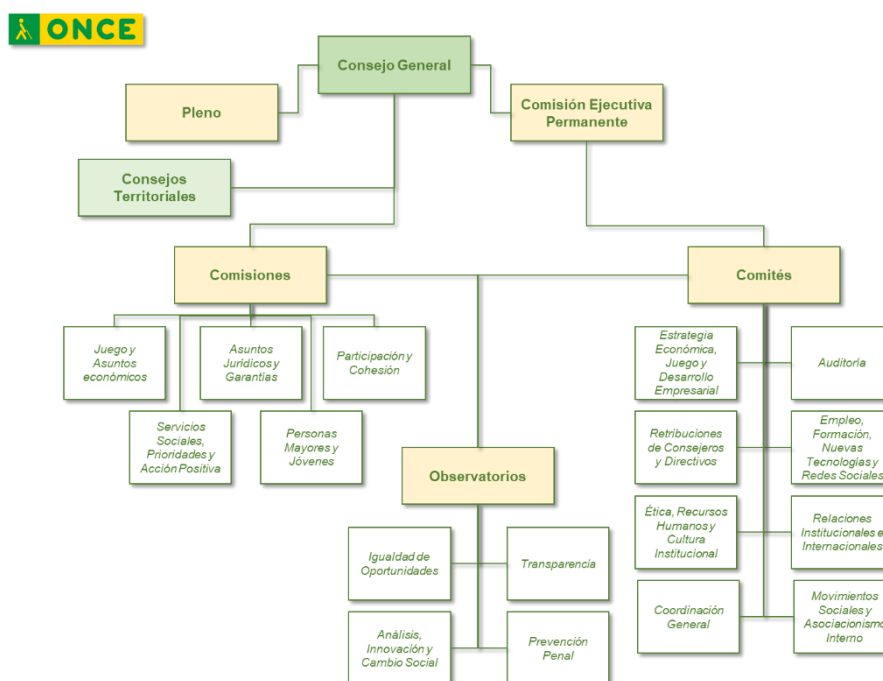 ONCE
Consejo General
Pleno
Comisión Ejecutiva
Permanente
Consejos
Territoriales
Comisiones
Comités
Juego y
Asuntos
económicos
Asuntos
Jurídicos y
Garantías
Participación y
Cohesión
Servicios
Sociales,
Prioridades y
Acción Positiva
Personas
Mayores y
Jóvenes
Observatorios
Igualdad de
Oportunidades
Transparencia
Análisis,
Innovación y
Cambio Social
Prevención
Penal
Estrategia
Económica,
Juego y
Desarrollo
Empresarial
Auditoría
Retribuciones
de Consejeros
y Directivos
Empleo,
Formación,
Nuevas
Tecnologías y
Redes Sociales
Ética, Recursos
Humanos y
Cultura
Institucional
Relaciones
Institucionales e
Internacionales
Coordinación
General
Movimientos
Sociales y
Asociacionismo
Interno